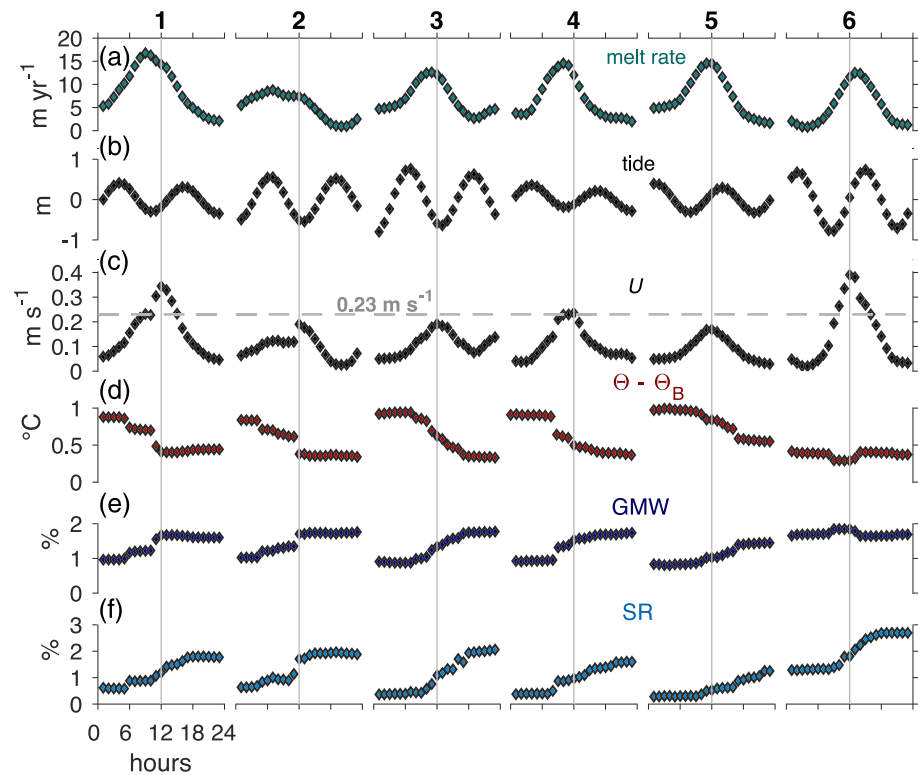 1 2 3 4 5 6
(a) melt rate
20
15
10
5
0
m yr⁻¹
(b) tide
1
0
-1
m
(c) U
0.4
0.3
0.2
0.1
0
m s⁻¹
0.23 m s⁻¹
(d) Θ - Θ_B
1
0.5
0
°C
(e) GMW
2
1
0
%
(f) SR
3
2
1
0
%
0 6 12 18 24
hours